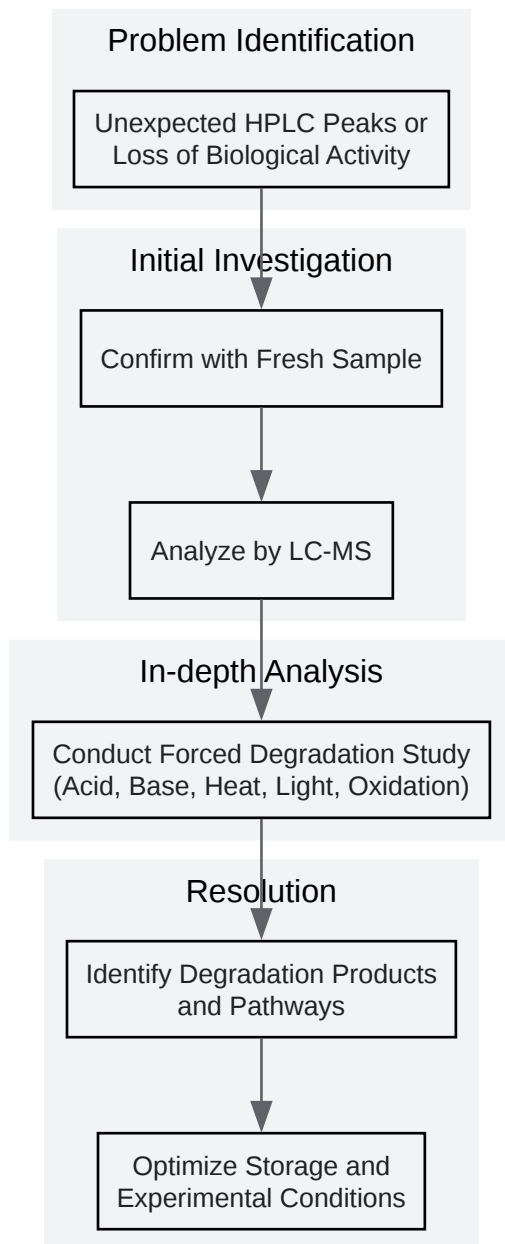 Problem Identification
Unexpected HPLC Peaks or
Loss of Biological Activity
Initial Investigation
Confirm with Fresh Sample
Analyze by LC-MS
In-depth Analysis
Conduct Forced Degradation Study
(Acid, Base, Heat, Light, Oxidation)
Resolution
Identify Degradation Products
and Pathways
Optimize Storage and
Experimental Conditions